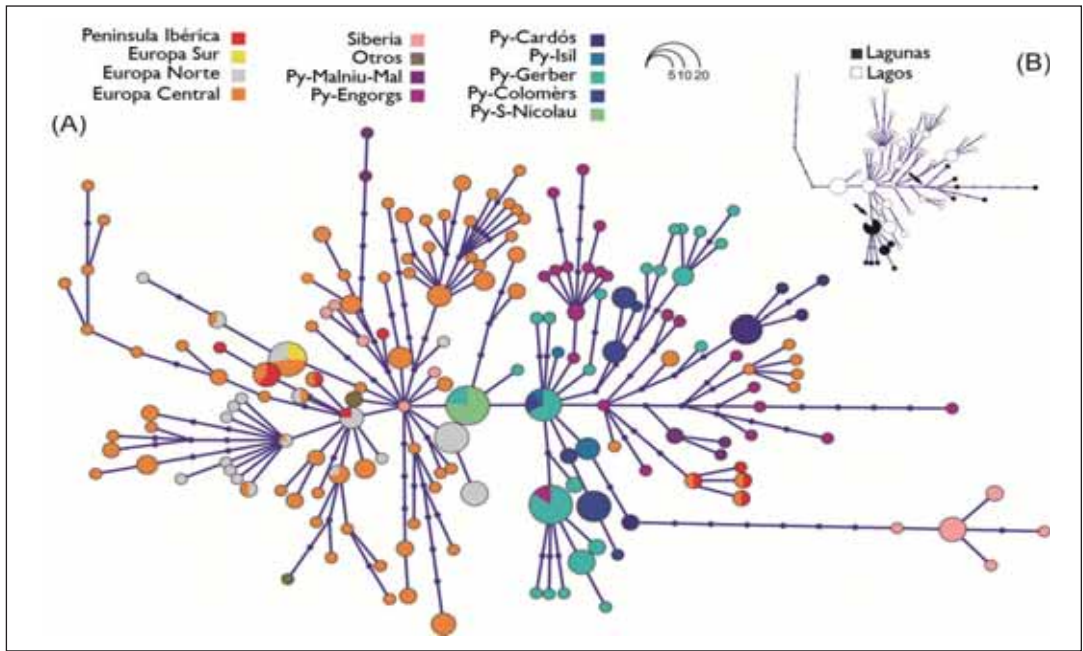 Peninsula Ibérica
Europa Sur
Europa Norte
Europa Central
Siberia
Otros
Py-Malniu-Mal
Py-Engorgs
Py-Cardós
Py-Isil
Py-Gerber
Py-Colomèrs
Py-S-Nicolau
5 10 20
Lagunas
Lagos
(B)
(A)